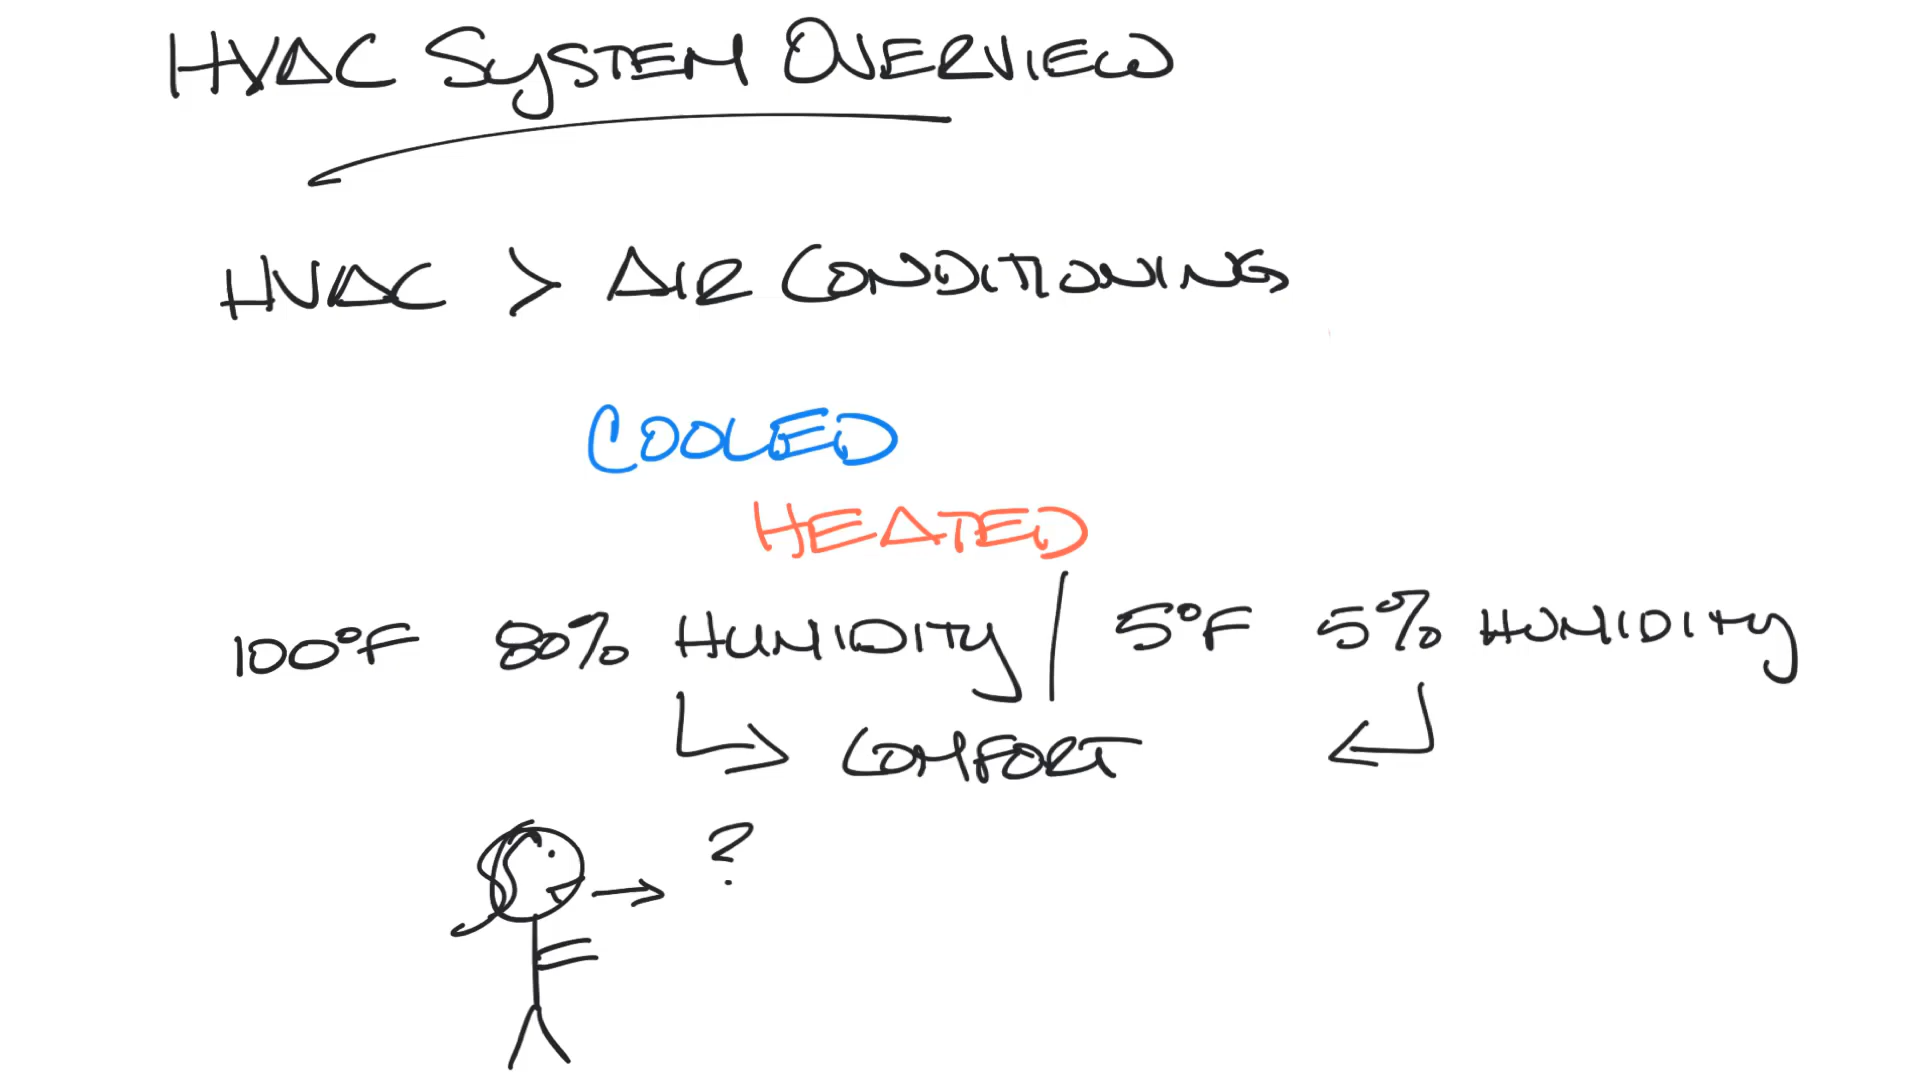 HVAC SYSTEM OVERVIEW
HVAC > AIR CONDITIONING
COOLED
HEATED
100°F 80% HUMIDITY / 5°F 5% HUMIDITY
COMFORT
?